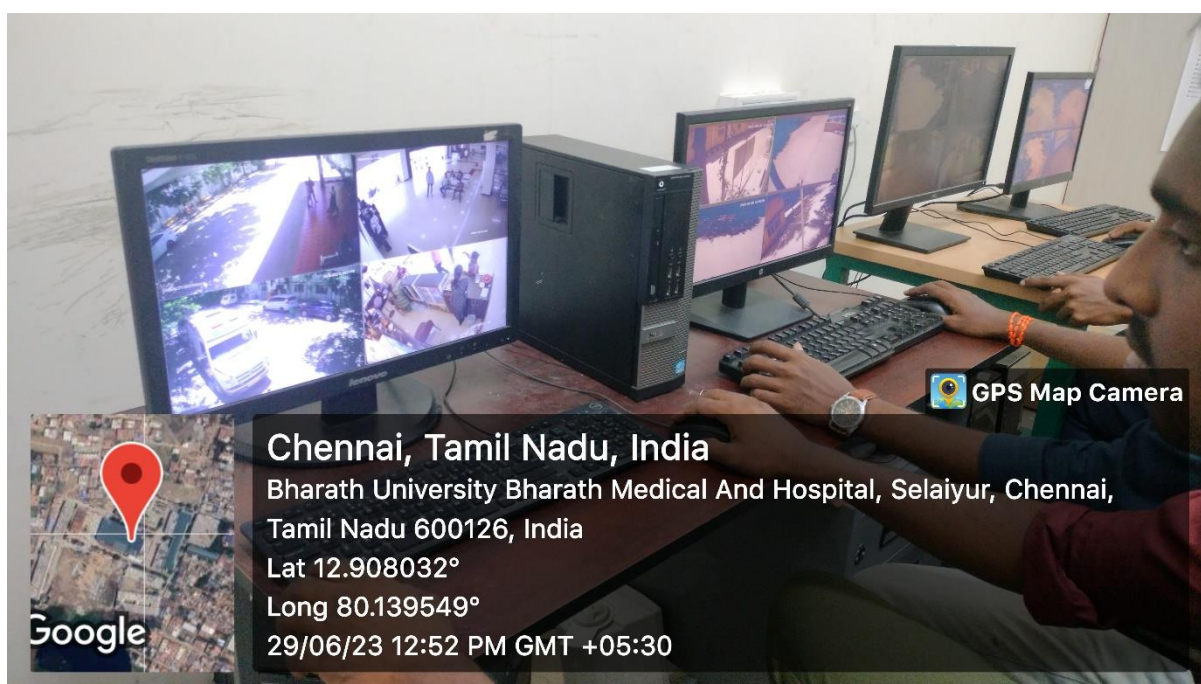 lenovo
GPS Map Camera
Chennai, Tamil Nadu, India
Bharath University Bharath Medical And Hospital, Selaiyur, Chennai,
Tamil Nadu 600126, India
Lat 12.908032°
Long 80.139549°
29/06/23 12:52 PM GMT +05:30
Google